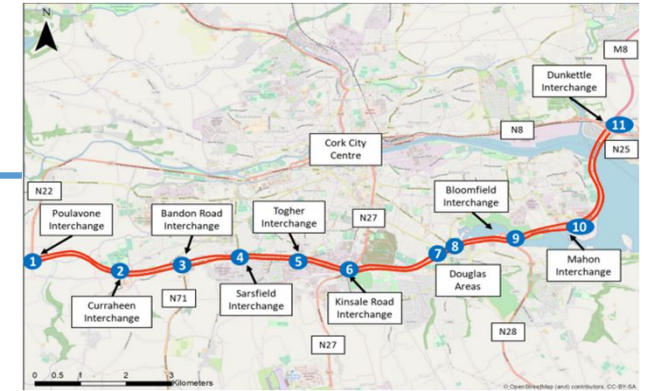 N
M8
Dunkettle
Interchange
11
N8
N25
Cork City
Centre
N22
Poulavone
Interchange
Bandon Road
Interchange
Togher
Interchange
N27
Bloomfield
Interchange
1
2
3
4
5
6
7
8
9
10
Curraheen
Interchange
N71
Sarsfield
Interchange
Kinsale Road
Interchange
Douglas
Areas
Mahon
Interchange
N27
N28
0 0.5 1 2 3
Kilometers
© OpenStreetMap (and) contributors, CC-BY-SA